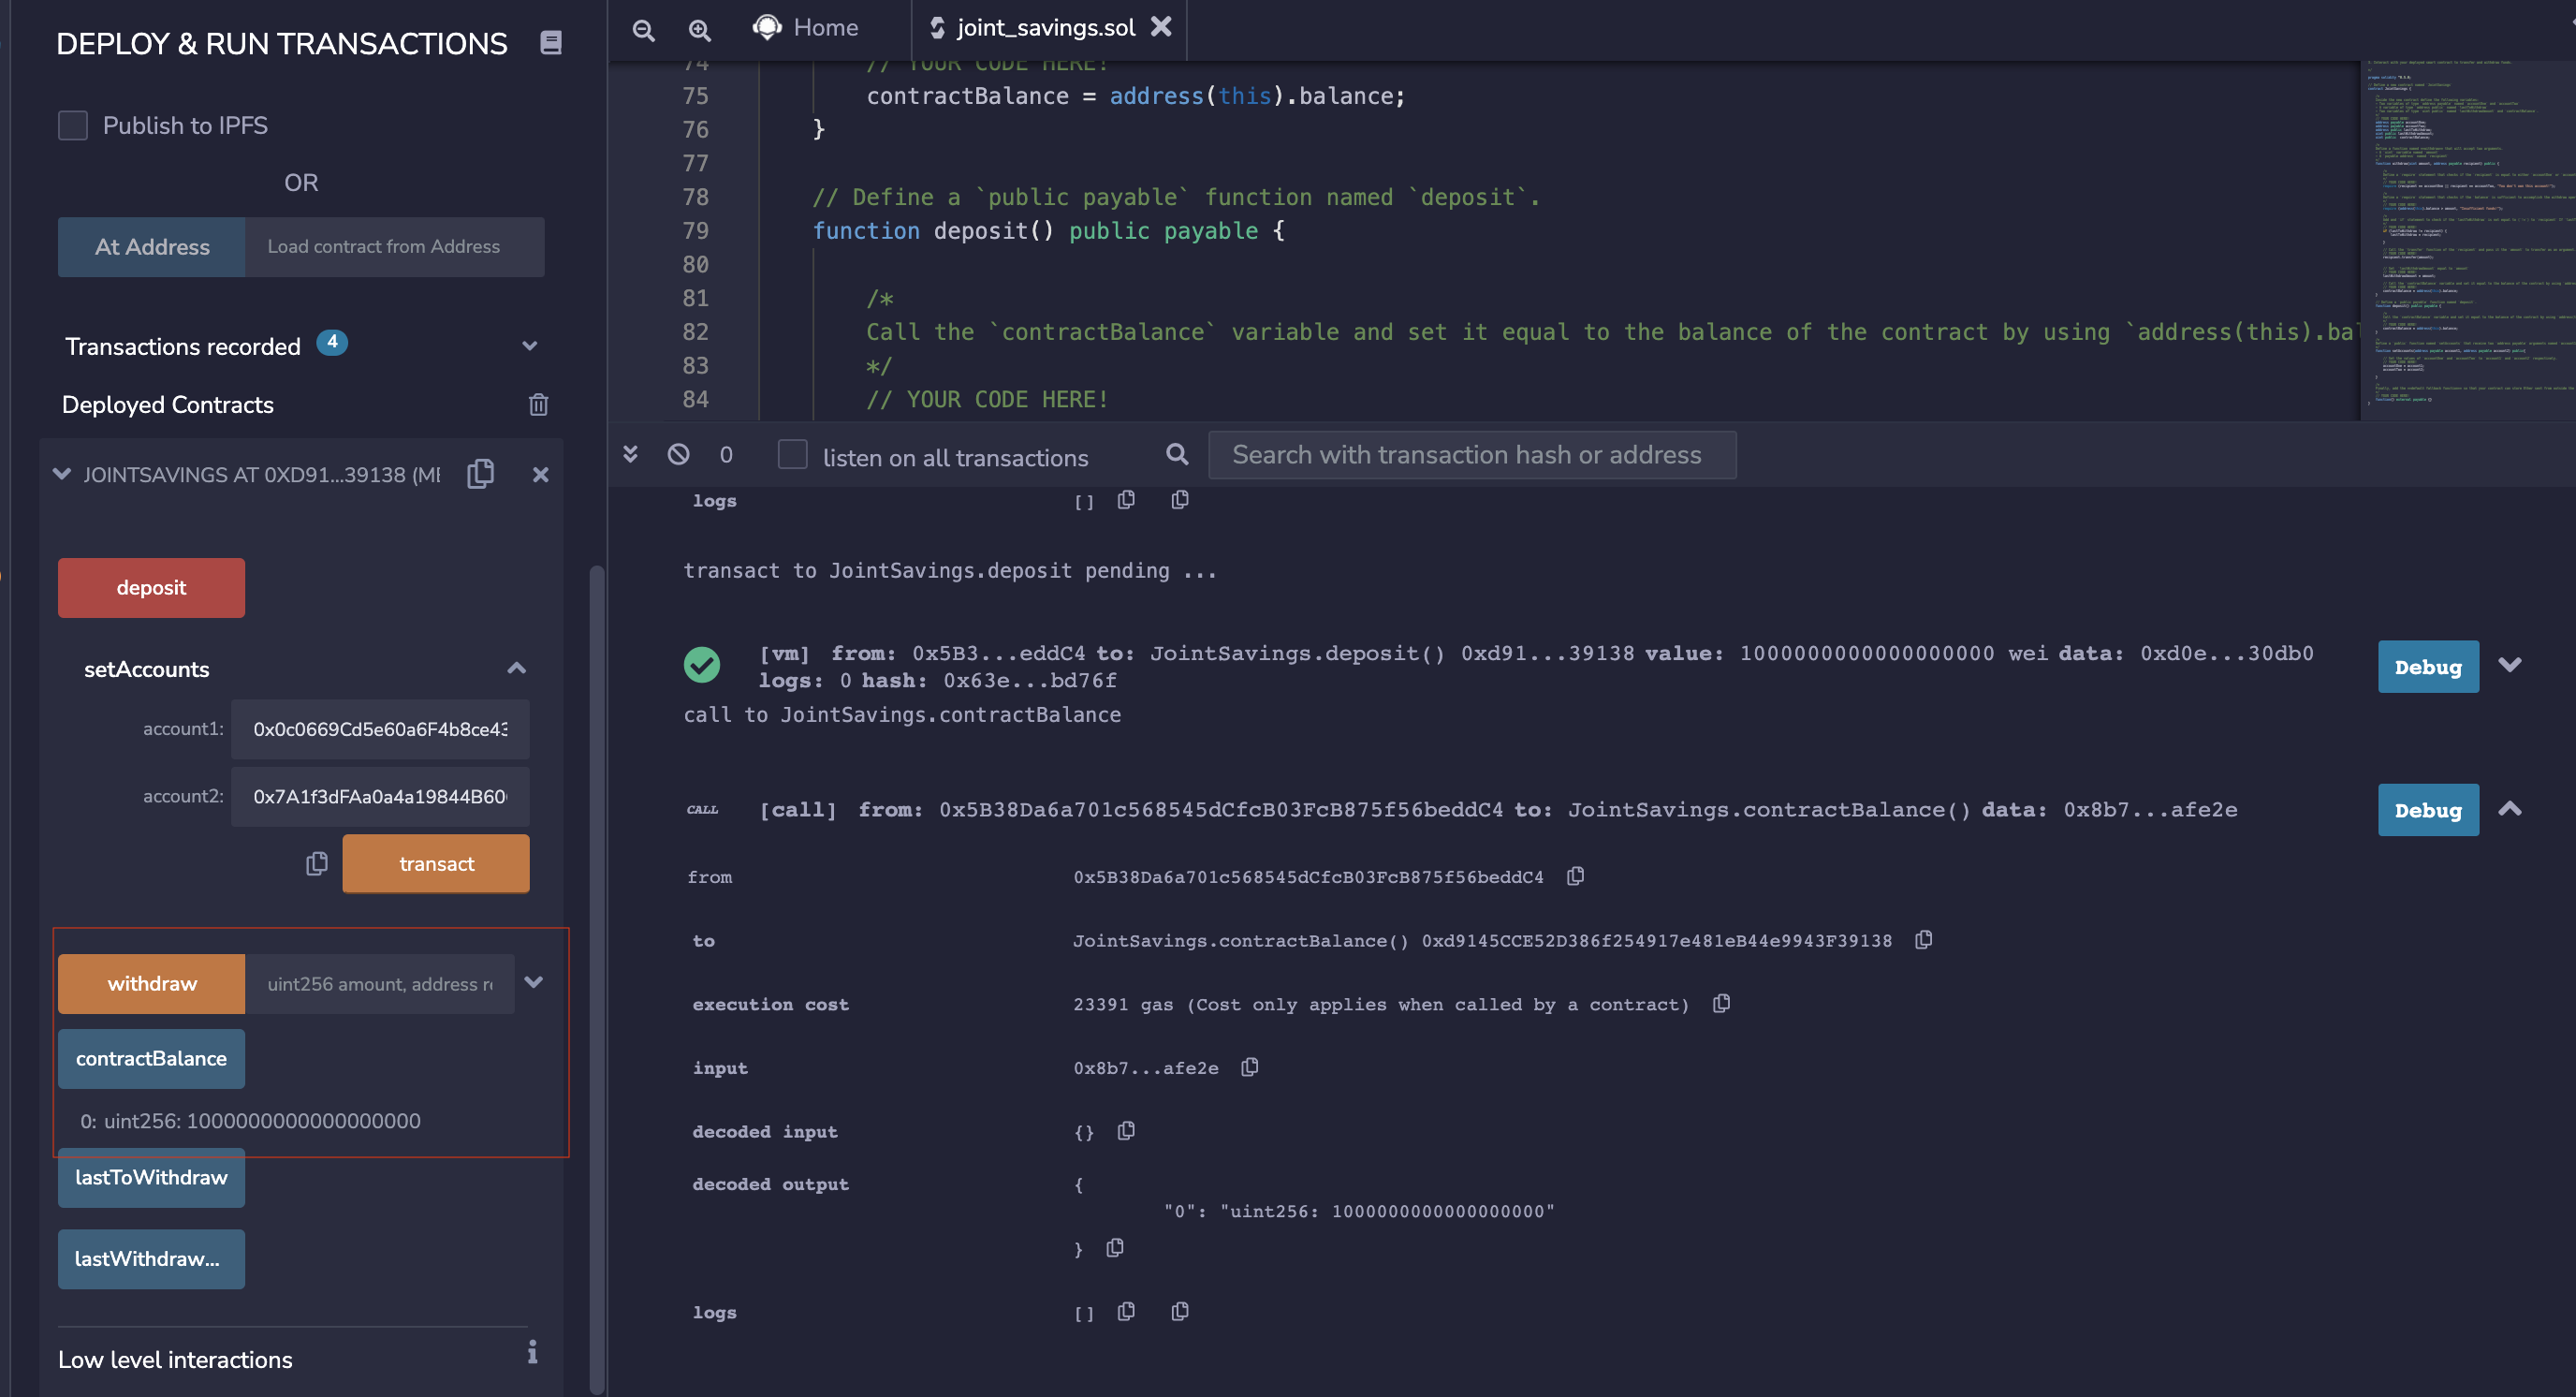 DEPLOY & RUN TRANSACTIONS
Publish to IPFS
OR
At Address
Load contract from Address
Transactions recorded 4
Deployed Contracts
JOINTSAVINGS AT 0XD91...39138 (ME
deposit
setAccounts
account1: 0x0c0669Cd5e60a6F4b8ce43
account2: 0x7A1f3dFAa0a4a19844B60
transact
withdraw
uint256 amount, address re
contractBalance
0: uint256: 1000000000000000000
lastToWithdraw
lastWithdraw...
Low level interactions
Home
joint_savings.sol
74 // YOUR CODE HERE!
75 contractBalance = address(this).balance;
76 }
77
78 // Define a `public payable` function named `deposit`.
79 function deposit() public payable {
80
81 /*
82 Call the `contractBalance` variable and set it equal to the balance of the contract by using `address(this).bal
83 */
84 // YOUR CODE HERE!
0
listen on all transactions
Search with transaction hash or address
logs []
transact to JointSavings.deposit pending ...
[vm] from: 0x5B3...eddC4 to: JointSavings.deposit() 0xd91...39138 value: 1000000000000000000 wei data: 0xd0e...30db0
logs: 0 hash: 0x63e...bd76f
Debug
call to JointSavings.contractBalance
CALL [call] from: 0x5B38Da6a701c568545dCfcB03FcB875f56beddC4 to: JointSavings.contractBalance() data: 0x8b7...afe2e
Debug
from 0x5B38Da6a701c568545dCfcB03FcB875f56beddC4
to JointSavings.contractBalance() 0xd9145CCE52D386f254917e481eB44e9943F39138
execution cost 23391 gas (Cost only applies when called by a contract)
input 0x8b7...afe2e
decoded input {}
decoded output {
"0": "uint256: 1000000000000000000"
}
logs []